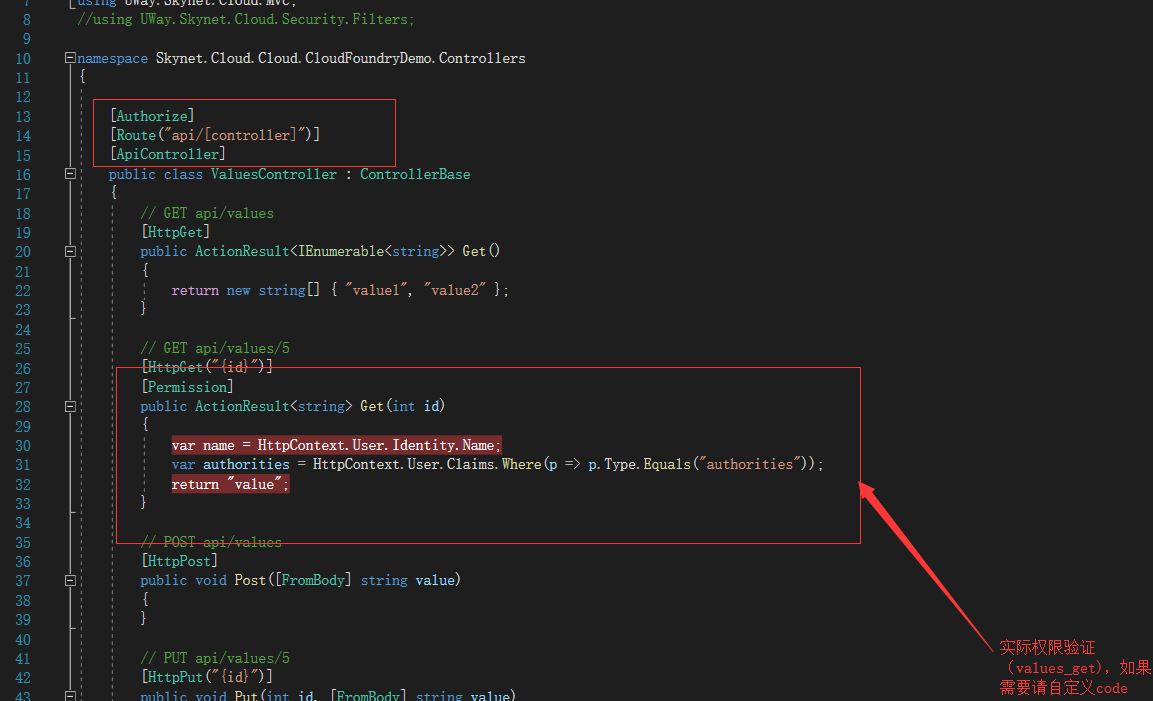 7 using UWay.Skynet.Cloud.Mvc;
8 //using UWay.Skynet.Cloud.Security.Filters;
9
10 namespace Skynet.Cloud.Cloud.CloudFoundryDemo.Controllers
11 {
12
13 [Authorize]
14 [Route("api/[controller]")]
15 [ApiController]
16 public class ValuesController : ControllerBase
17 {
18 // GET api/values
19 [HttpGet]
20 public ActionResult<IEnumerable<string>> Get()
21 {
22 return new string[] { "value1", "value2" };
23 }
24
25 // GET api/values/5
26 [HttpGet("{id}")]
27 [Permission]
28 public ActionResult<string> Get(int id)
29 {
30 var name = HttpContext.User.Identity.Name;
31 var authorities = HttpContext.User.Claims.Where(p => p.Type.Equals("authorities"));
32 return "value";
33 }
34
35 // POST api/values
36 [HttpPost]
37 public void Post([FromBody] string value)
38 {
39 }
40
41 // PUT api/values/5
42 [HttpPut("{id}")]
43 public void Put(int id, [FromBody] string value)
实际权限验证
（values_get），如果
需要请自定义code